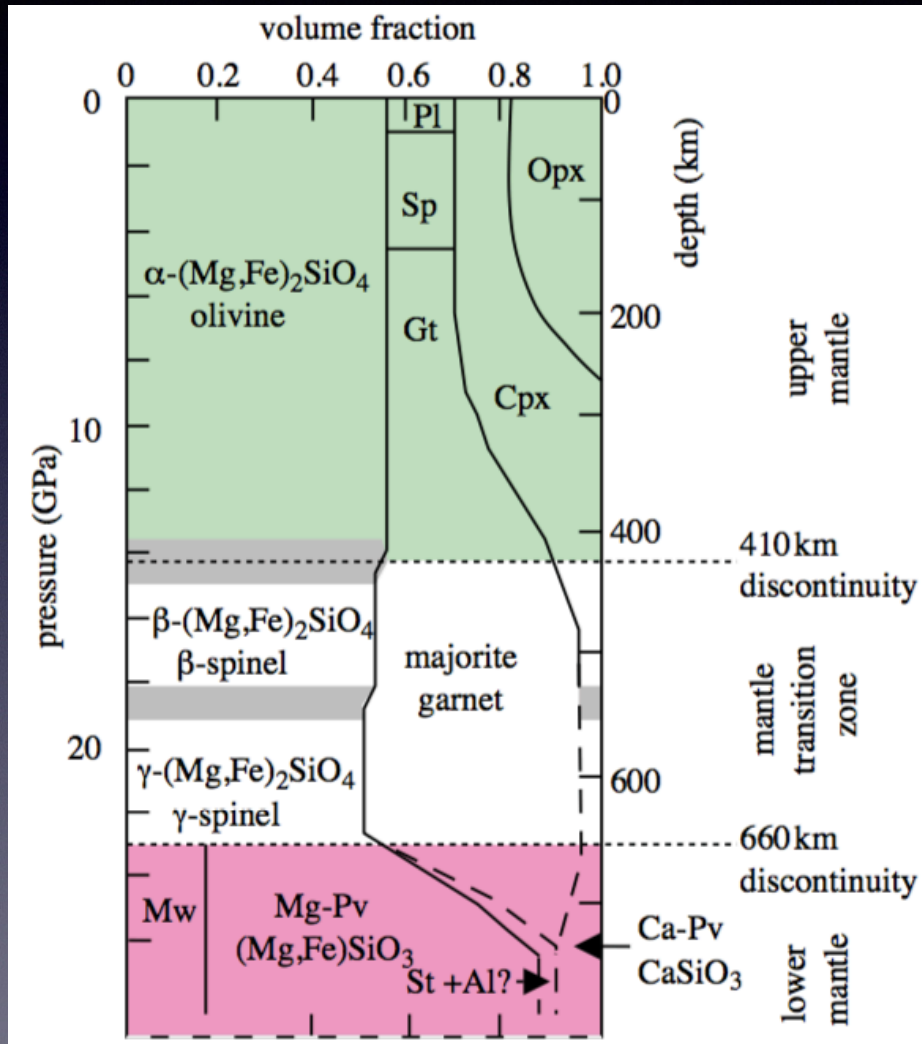 volume fraction
0 0.2 0.4 0.6 0.8 1.0
0
10
20
pressure (GPa)
0
200
400
600
depth (km)
Pl
Sp
Gt
Opx
Cpx
α-(Mg,Fe)₂SiO₄
olivine
β-(Mg,Fe)₂SiO₄
β-spinel
γ-(Mg,Fe)₂SiO₄
γ-spinel
majorite
garnet
Mw
Mg-Pv
(Mg,Fe)SiO₃
St +Al?
Ca-Pv
CaSiO₃
410 km
discontinuity
660 km
discontinuity
upper
mantle
mantle
transition
zone
lower
mantle